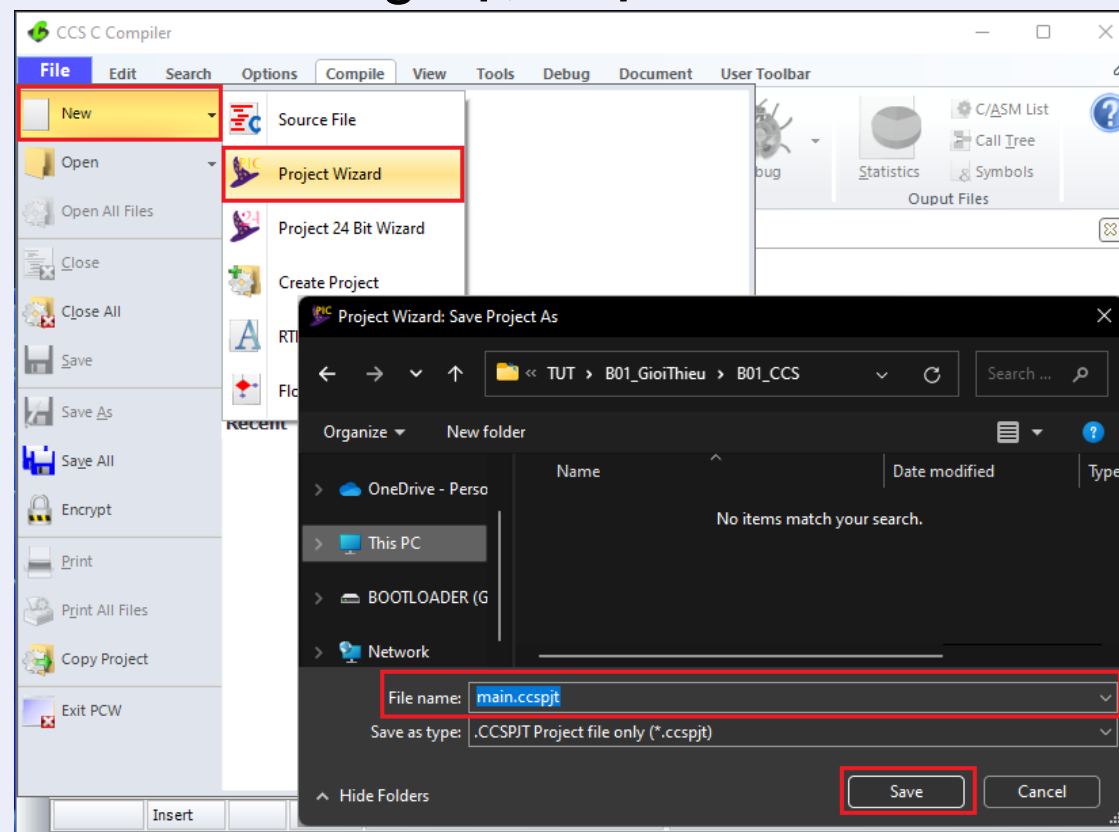 CCS C Compiler
File Edit Search Options Compile View Tools Debug Document User Toolbar
New
Open
Open All Files
Close
Close All
Save
Save As
Save All
Encrypt
Print
Print All Files
Copy Project
Exit PCW
Source File
Project Wizard
Project 24 Bit Wizard
Create Project
Recent
Statistics
C/ASM List
Call Tree
Symbols
Ouput Files
Project Wizard: Save Project As
« TUT > B01_GioiThieu > B01_CCS
Search ...
Organize New folder
Name Date modified Type
No items match your search.
OneDrive - Perso
This PC
BOOTLOADER (G
Network
File name: main.ccspjt
Save as type: .CCSPJT Project file only (*.ccspjt)
Hide Folders Save Cancel
Insert